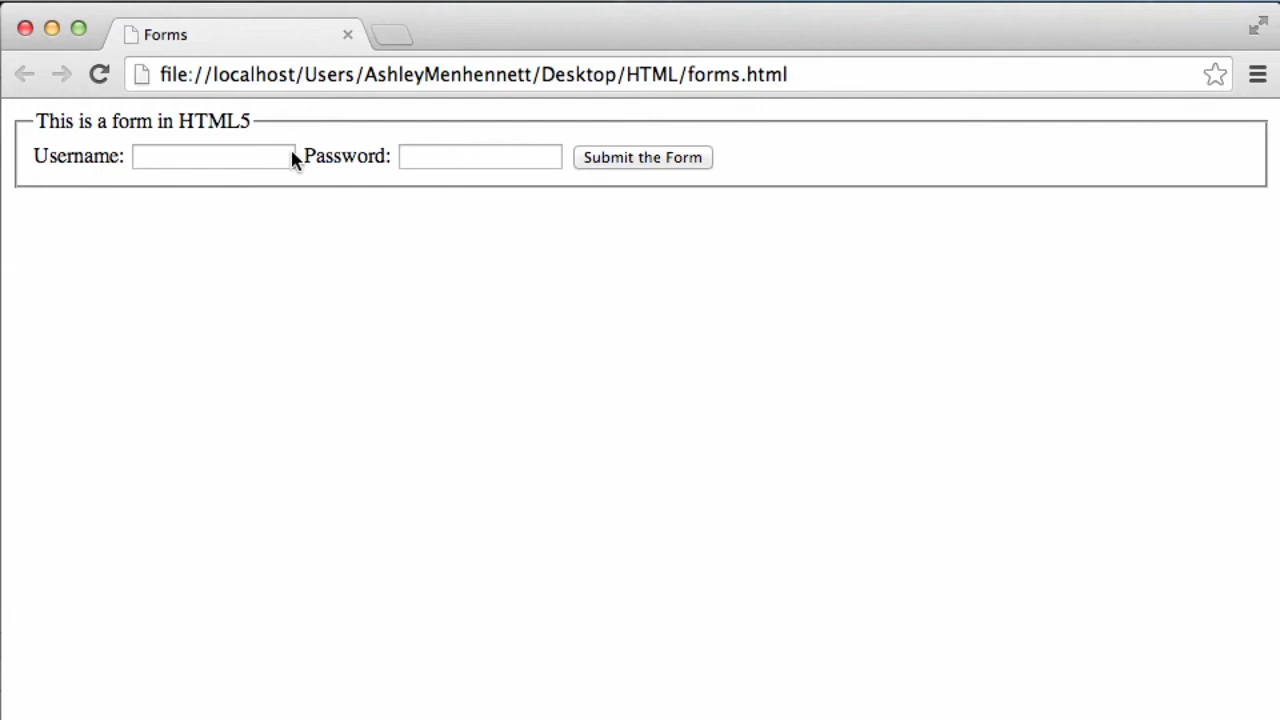 Forms
file://localhost/Users/AshleyMenhennett/Desktop/HTML/forms.html
This is a form in HTML5
Username: Password: Submit the Form